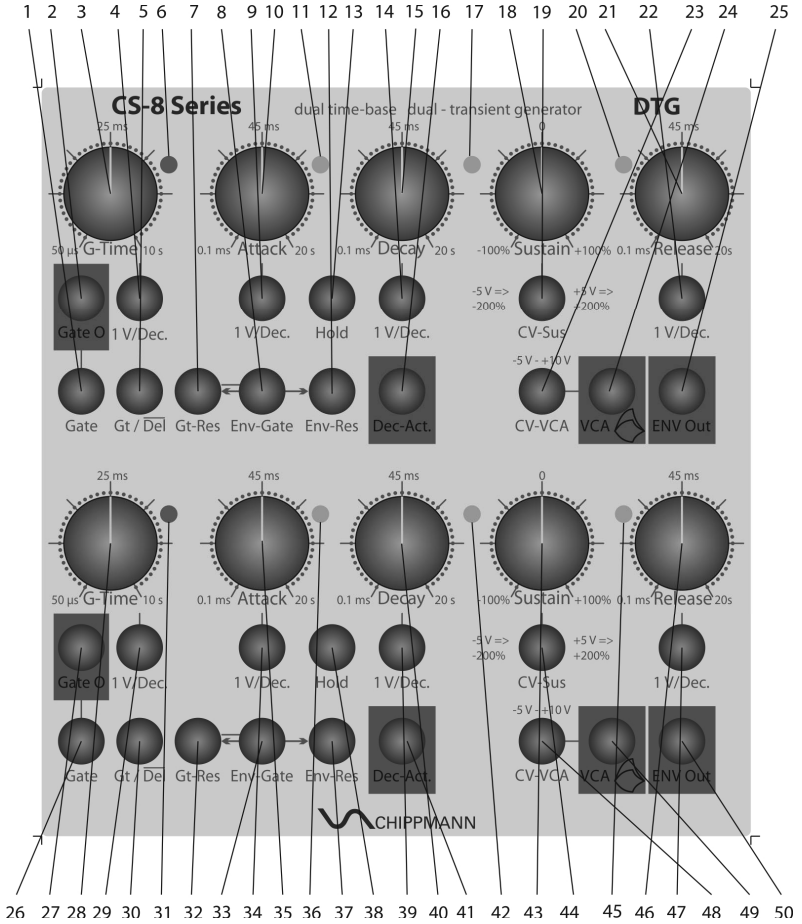 1 2 3 4 5 6 7 8 9 10 11 12 13 14 15 16 17 18 19 20 21 22 23 24 25
CS-8 Series dual time-base dual - transient generator DTG
25 ms 45 ms 45 ms 0 45 ms
50 µs G-Time 10 s 0.1 ms Attack 20 s 0.1 ms Decay 20 s -100% Sustain +100% 0.1 ms Release 20s
-5 V => +5 V =>
-200% +200%
Gate O 1 V/Dec. 1 V/Dec. Hold 1 V/Dec. CV-Sus 1 V/Dec.
-5 V - +10 V
Gate Gt / Del Gt-Res Env-Gate Env-Res Dec-Act. CV-VCA VCA ENV Out
25 ms 45 ms 45 ms 0 45 ms
50 µs G-Time 10 s 0.1 ms Attack 20 s 0.1 ms Decay 20 s -100% Sustain +100% 0.1 ms Release 20s
-5 V => +5 V =>
-200% +200%
Gate O 1 V/Dec. 1 V/Dec. Hold 1 V/Dec. CV-Sus 1 V/Dec.
-5 V - +10 V
Gate Gt / Del Gt-Res Env-Gate Env-Res Dec-Act. CV-VCA VCA ENV Out
SCHIPPMANN
26 27 28 29 30 31 32 33 34 35 36 37 38 39 40 41 42 43 44 45 46 47 48 49 50